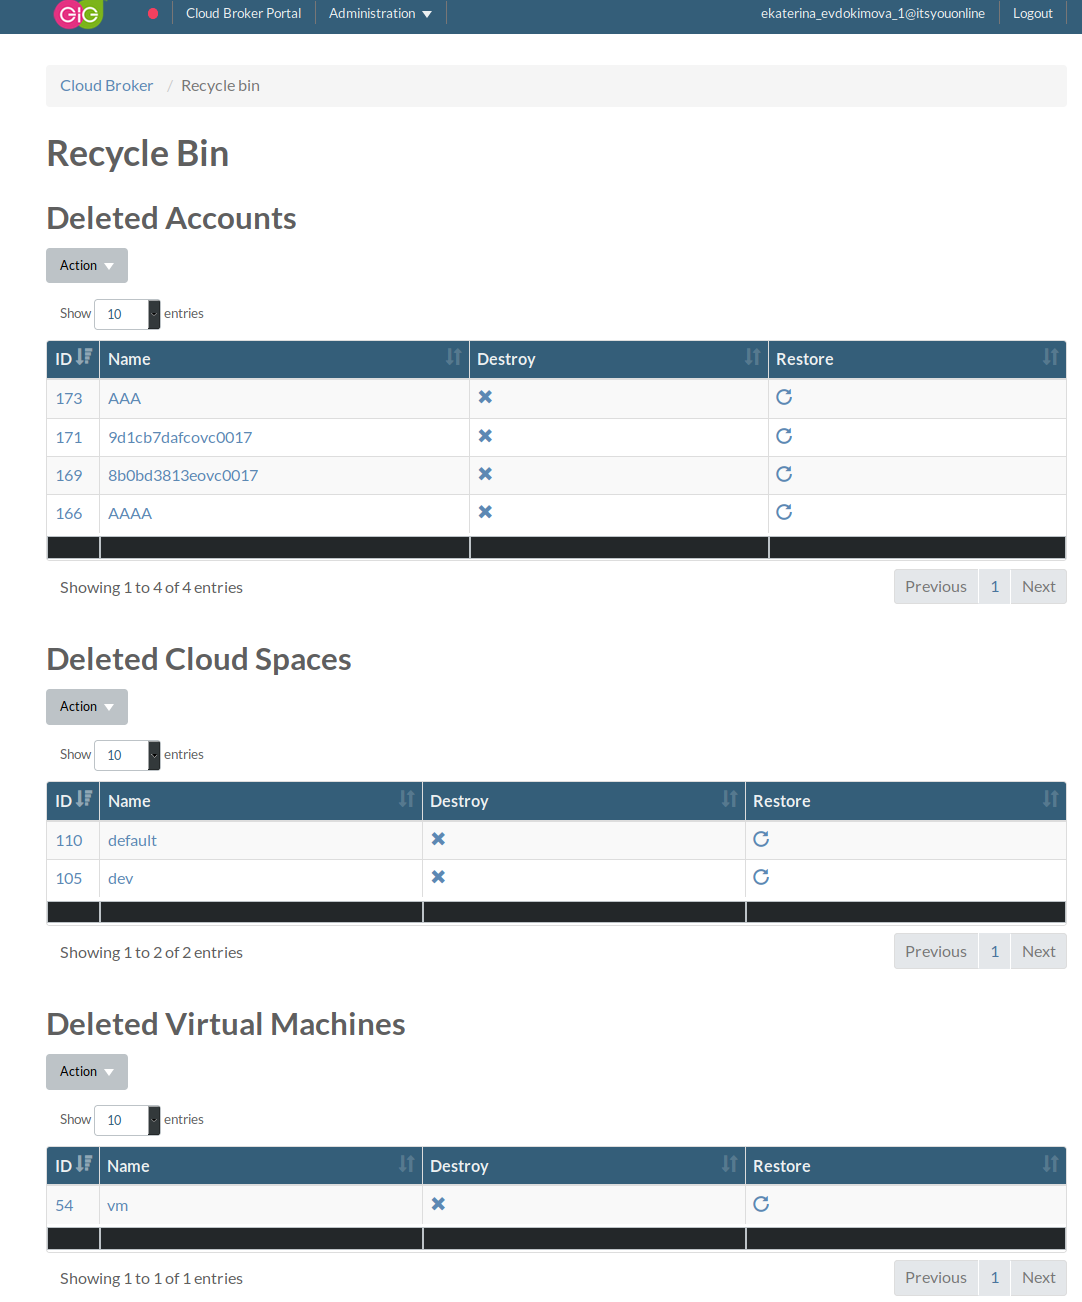 GiG Cloud Broker Portal Administration ekaterina_evdokimova_1@itsyouonline Logout
Cloud Broker / Recycle bin
Recycle Bin
Deleted Accounts
Action
Show 10 entries
ID Name Destroy Restore
173 AAA
171 9d1cb7dafcovc0017
169 8b0bd3813eovc0017
166 AAAA
Showing 1 to 4 of 4 entries Previous 1 Next
Deleted Cloud Spaces
Action
Show 10 entries
ID Name Destroy Restore
110 default
105 dev
Showing 1 to 2 of 2 entries Previous 1 Next
Deleted Virtual Machines
Action
Show 10 entries
ID Name Destroy Restore
54 vm
Showing 1 to 1 of 1 entries Previous 1 Next